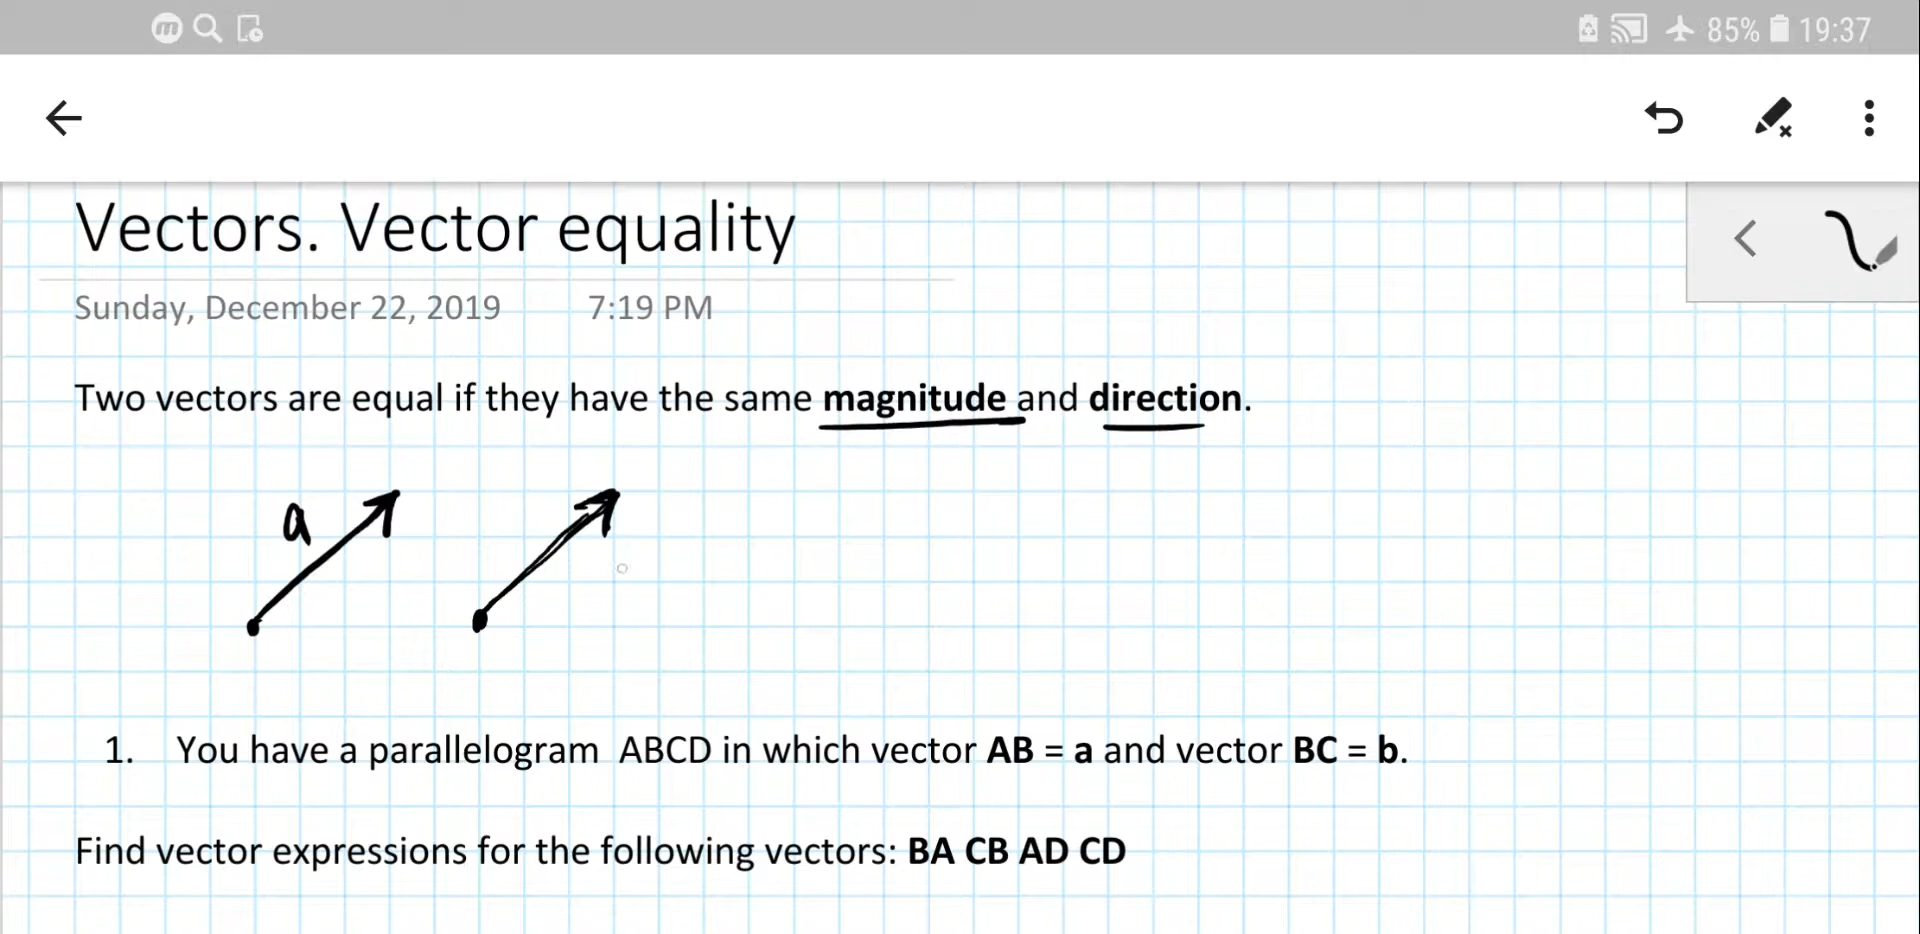 85% 19:37
Vectors. Vector equality
Sunday, December 22, 2019 7:19 PM
Two vectors are equal if they have the same magnitude and direction.
a
1. You have a parallelogram ABCD in which vector AB = a and vector BC = b.
Find vector expressions for the following vectors: BA CB AD CD